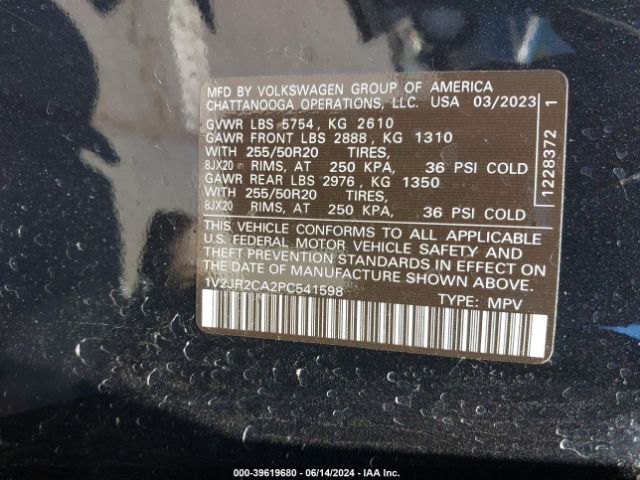 MFD BY VOLKSWAGEN GROUP OF AMERICA
CHATTANOOGA OPERATIONS, LLC. USA 03/2023
GVWR LBS 5754, KG 2610
GAWR FRONT LBS 2888, KG 1310
WITH 255/50R20 TIRES,
8JX20 RIMS, AT 250 KPA, 36 PSI COLD
GAWR REAR LBS 2976, KG 1350
WITH 255/50R20 TIRES,
8JX20 RIMS, AT 250 KPA, 36 PSI COLD
THIS VEHICLE CONFORMS TO ALL APPLICABLE
U.S. FEDERAL MOTOR VEHICLE SAFETY AND
THEFT PREVENTION STANDARDS IN EFFECT
ON THE DATE OF MANUFACTURE SHOWN ABOVE.
1V2JR2CA2PC541598 TYPE: MPV
1228372 1
000-39619680 - 06/14/2024 - IAA Inc.